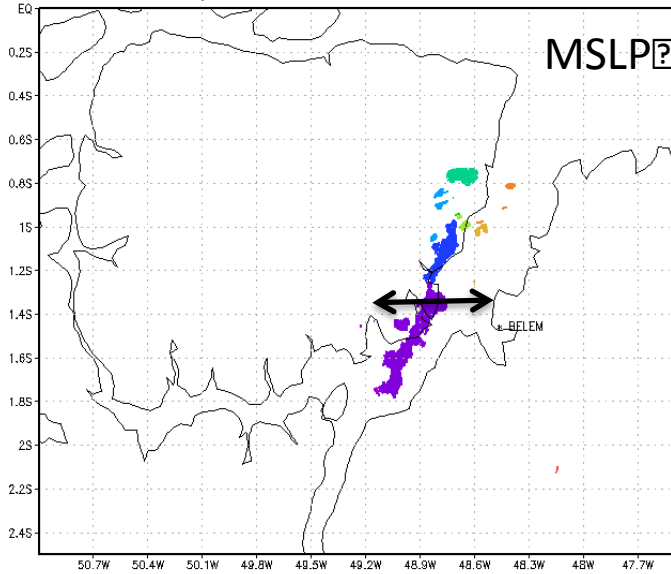 EQ
MSLP⍰
0.2S
0.4S
0.6S
0.8S
1S
1.2S
BELEM
1.4S
1.6S
1.8S
2S
2.2S
2.4S
50.7W 50.4W 50.1W 49.8W 49.5W 49.2W 48.9W 48.6W 48.3W 48W 47.7W